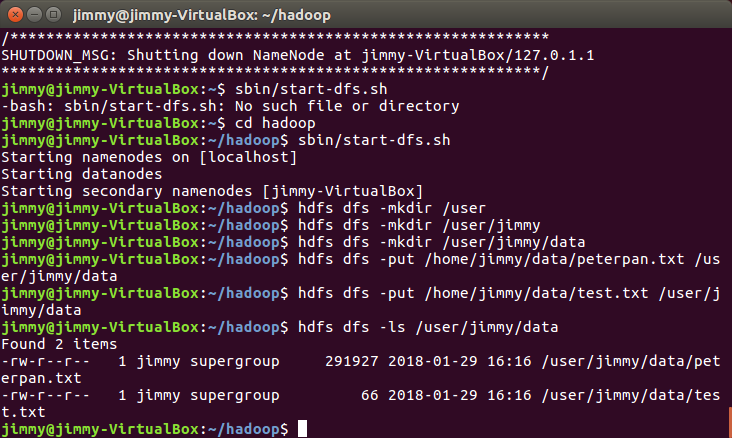 jimmy@jimmy-VirtualBox: ~/hadoop
/************************************************************
SHUTDOWN_MSG: Shutting down NameNode at jimmy-VirtualBox/127.0.1.1
************************************************************/
jimmy@jimmy-VirtualBox:~$ sbin/start-dfs.sh
-bash: sbin/start-dfs.sh: No such file or directory
jimmy@jimmy-VirtualBox:~$ cd hadoop
jimmy@jimmy-VirtualBox:~/hadoop$ sbin/start-dfs.sh
Starting namenodes on [localhost]
Starting datanodes
Starting secondary namenodes [jimmy-VirtualBox]
jimmy@jimmy-VirtualBox:~/hadoop$ hdfs dfs -mkdir /user
jimmy@jimmy-VirtualBox:~/hadoop$ hdfs dfs -mkdir /user/jimmy
jimmy@jimmy-VirtualBox:~/hadoop$ hdfs dfs -mkdir /user/jimmy/data
jimmy@jimmy-VirtualBox:~/hadoop$ hdfs dfs -put /home/jimmy/data/peterpan.txt /us
er/jimmy/data
jimmy@jimmy-VirtualBox:~/hadoop$ hdfs dfs -put /home/jimmy/data/test.txt /user/j
immy/data
jimmy@jimmy-VirtualBox:~/hadoop$ hdfs dfs -ls /user/jimmy/data
Found 2 items
-rw-r--r--   1 jimmy supergroup     291927 2018-01-29 16:16 /user/jimmy/data/pet
erpan.txt
-rw-r--r--   1 jimmy supergroup         66 2018-01-29 16:16 /user/jimmy/data/tes
t.txt
jimmy@jimmy-VirtualBox:~/hadoop$